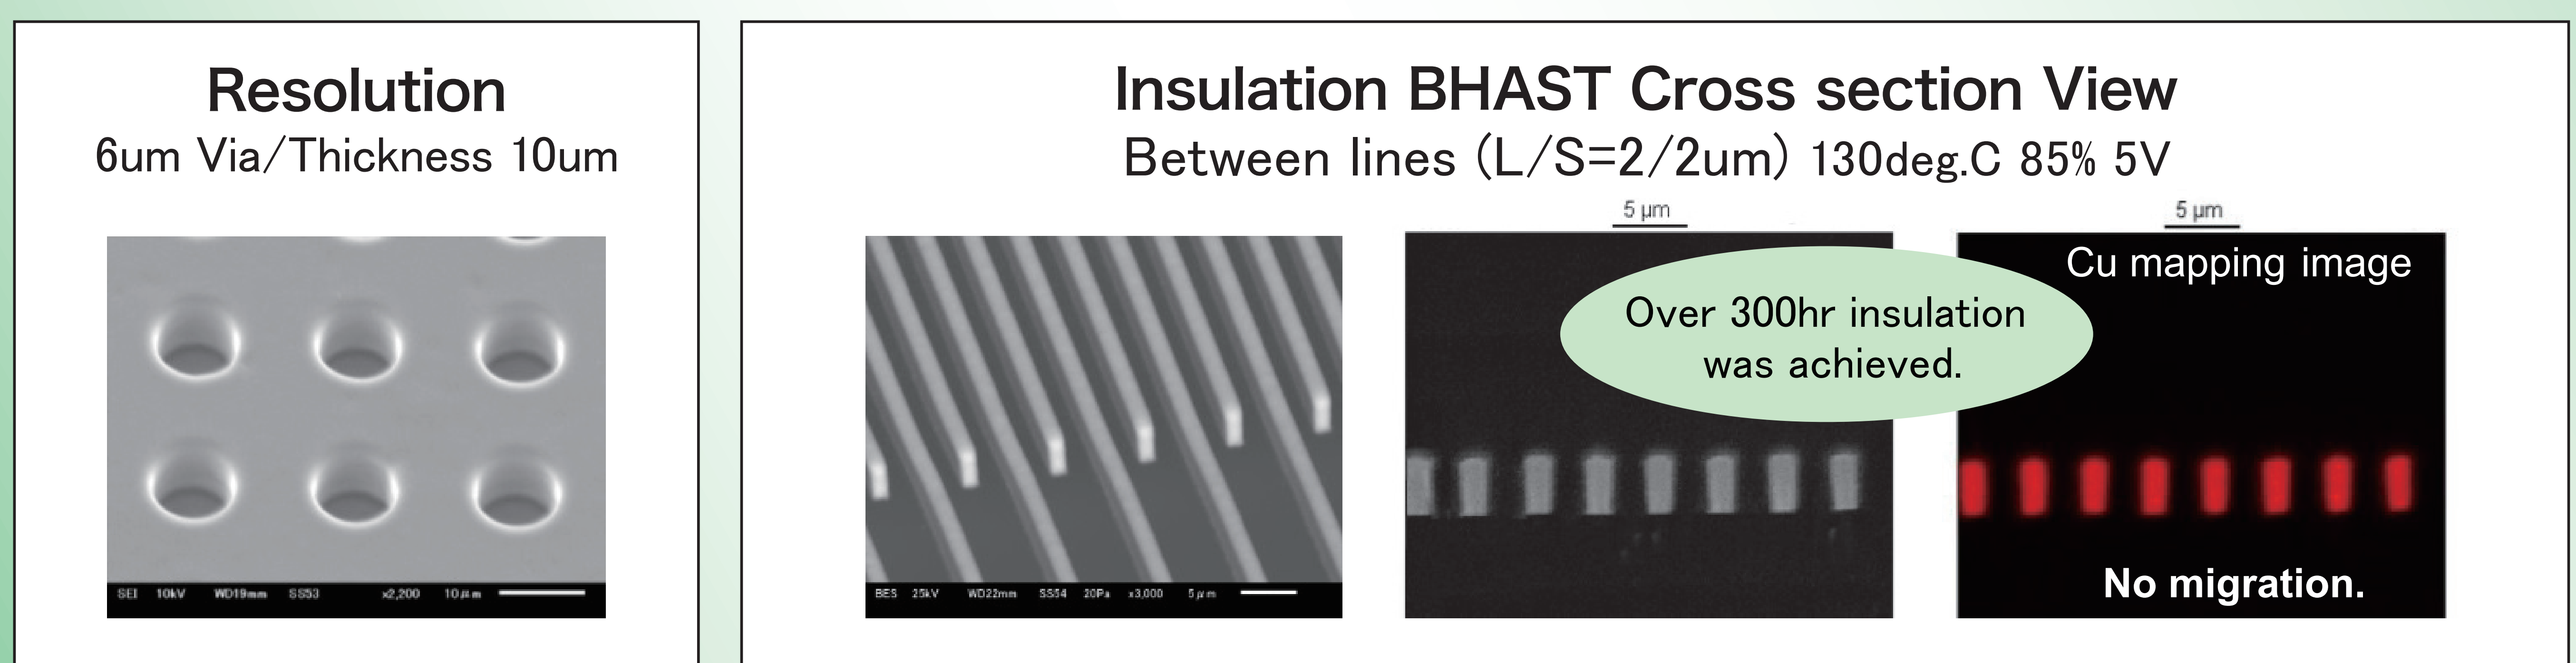 Resolution
6um Via/Thickness 10um
SEI 10kV WD19mm SS53 x2,200 10μm
Insulation BHAST Cross section View
Between lines (L/S=2/2um) 130deg.C 85% 5V
BES 25kV WD22mm SS54 20Pa x3,000 5μm
5 μm
Over 300hr insulation
was achieved.
5 μm
Cu mapping image
No migration.